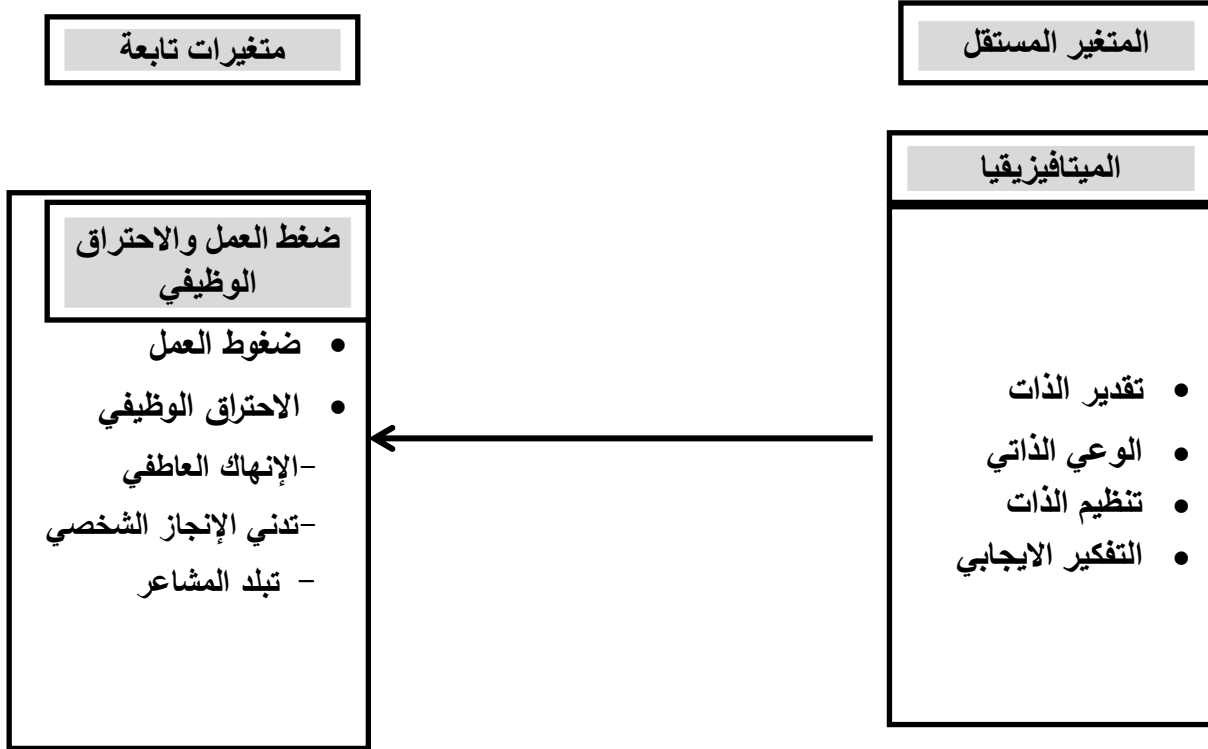 المتغير المستقل
متغيرات تابعة
الميتافيزيقيا
• تقدير الذات
• الوعي الذاتي
• تنظيم الذات
• التفكير الايجابي
ضغط العمل والاحتراق
الوظيفي
• ضغوط العمل
• الاحتراق الوظيفي
-الإنهاك العاطفي
-تدني الإنجاز الشخصي
- تبلد المشاعر